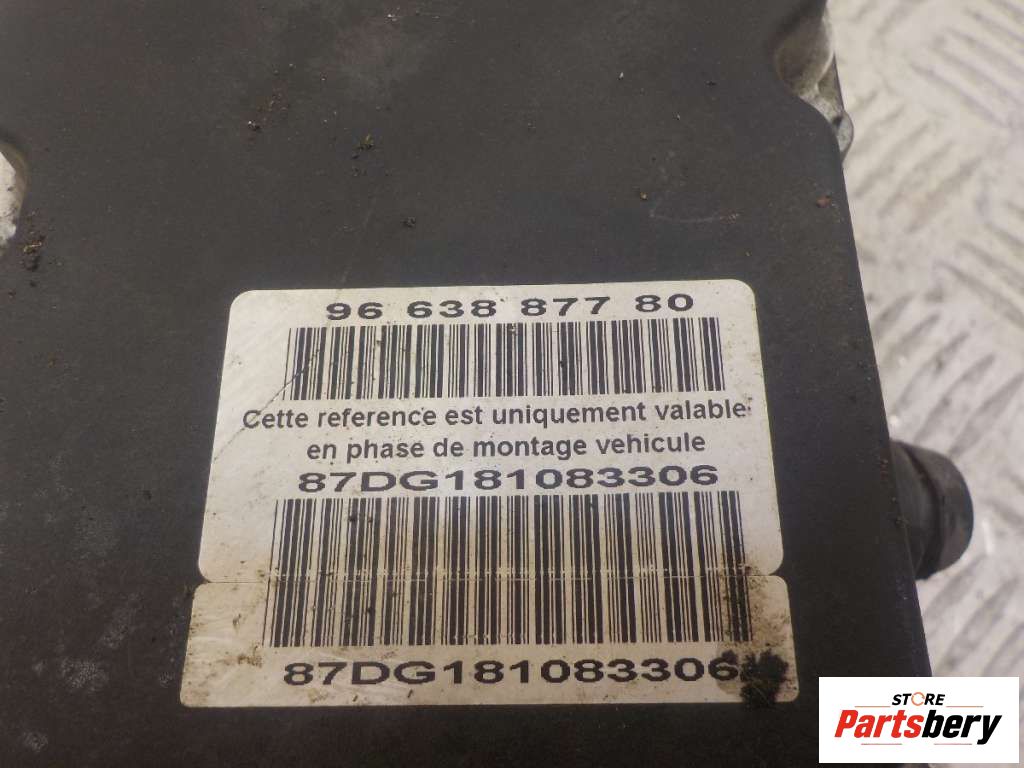 96 638 877 80
Cette reference est uniquement valable
en phase de montage vehicule
87DG181083306
87DG181083306
STORE
Partsbery